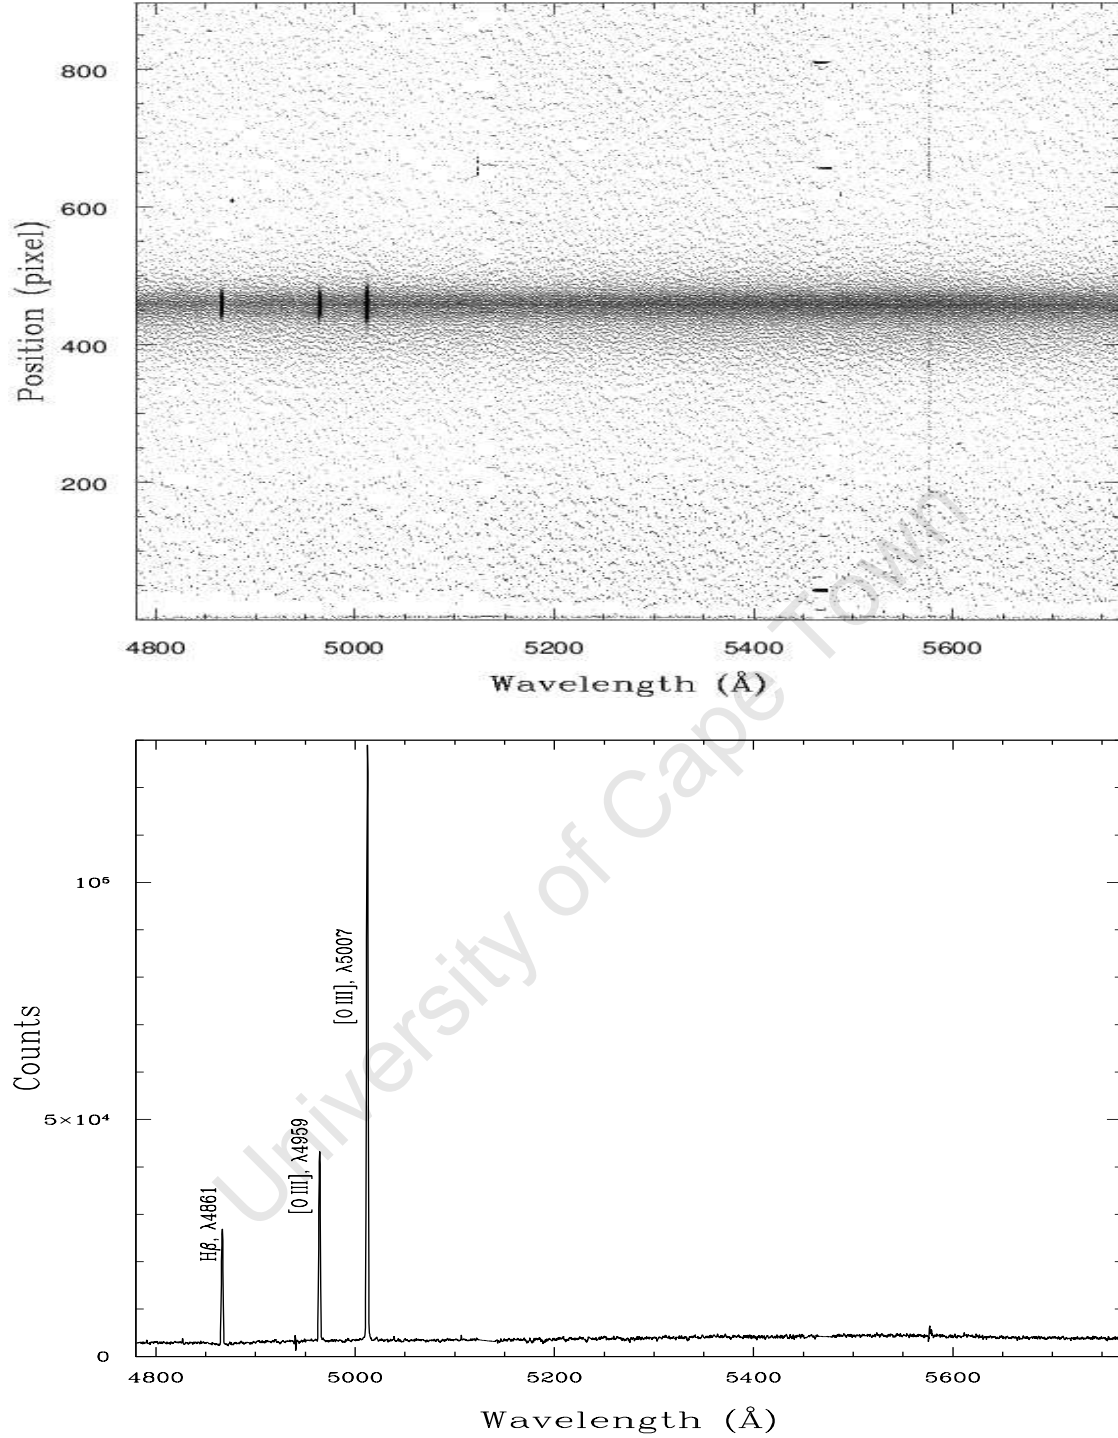 800
600
400
200
Position (pixel)
4800 5000 5200 5400 5600
Wavelength (Å)
10⁵
5×10⁴
0
Counts
Hβ, λ4861
[O III], λ4959
[O III], λ5007
4800 5000 5200 5400 5600
Wavelength (Å)
University of Cape Town